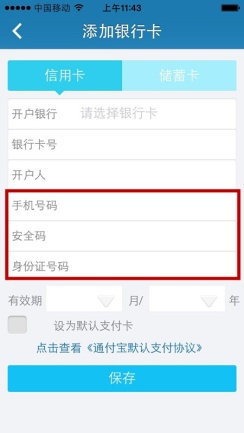 中国移动 上午11:43
添加银行卡
信用卡 储蓄卡
开户银行 请选择银行卡
银行卡号
开户人
手机号码
安全码
身份证号码
有效期 月/ 年
设为默认支付卡
点击查看《通付宝默认支付协议》
保存